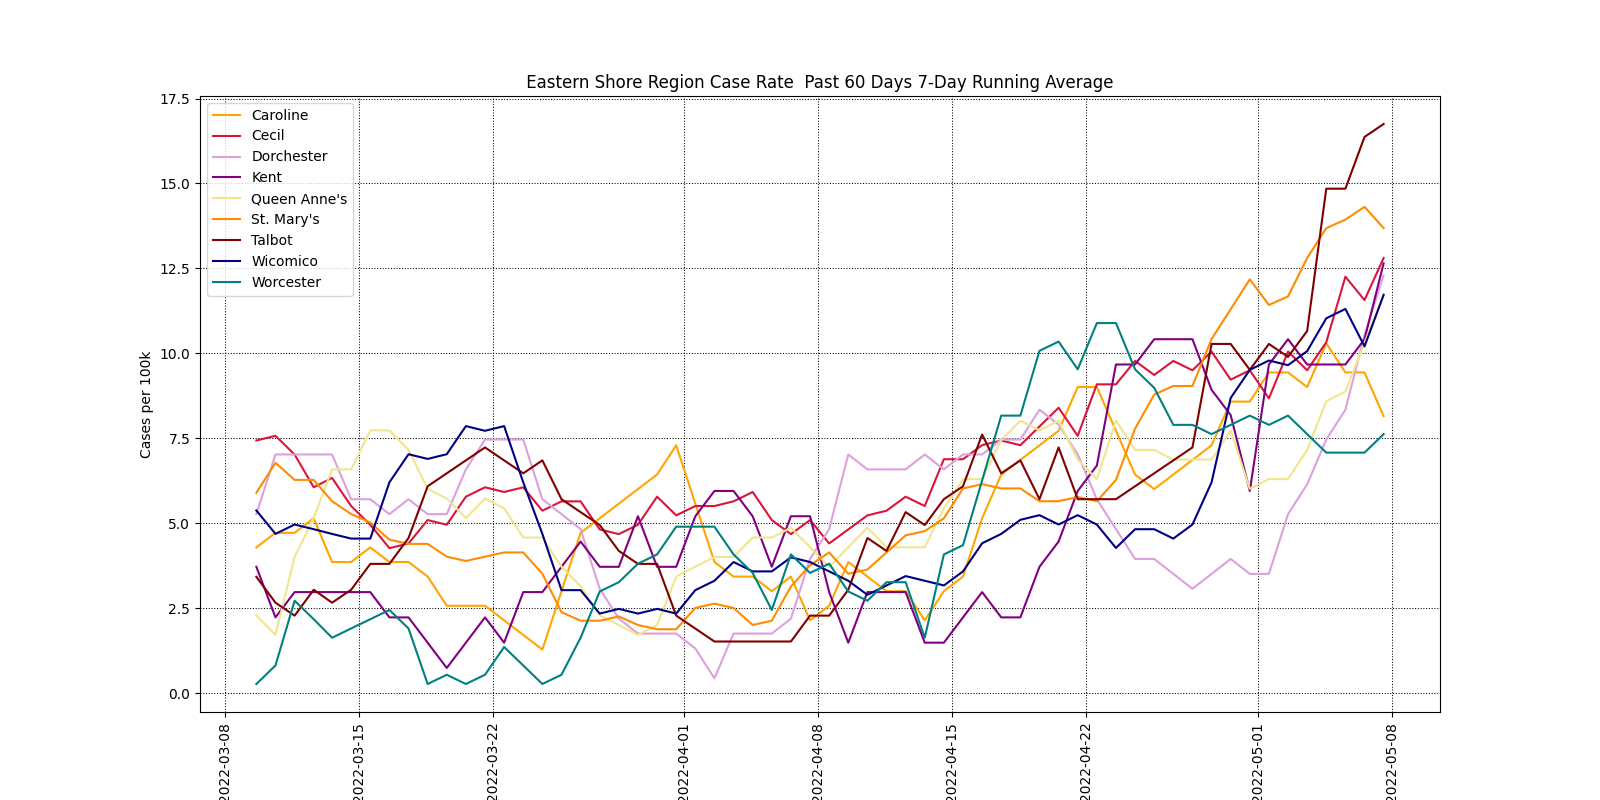 Eastern Shore Region Case Rate  Past 60 Days 7-Day Running Average
17.5
15.0
12.5
10.0
7.5
5.0
2.5
0.0
Cases per 100k
Caroline
Cecil
Dorchester
Kent
Queen Anne's
St. Mary's
Talbot
Wicomico
Worcester
2022-03-08
2022-03-15
2022-03-22
2022-04-01
2022-04-08
2022-04-15
2022-04-22
2022-05-01
2022-05-08